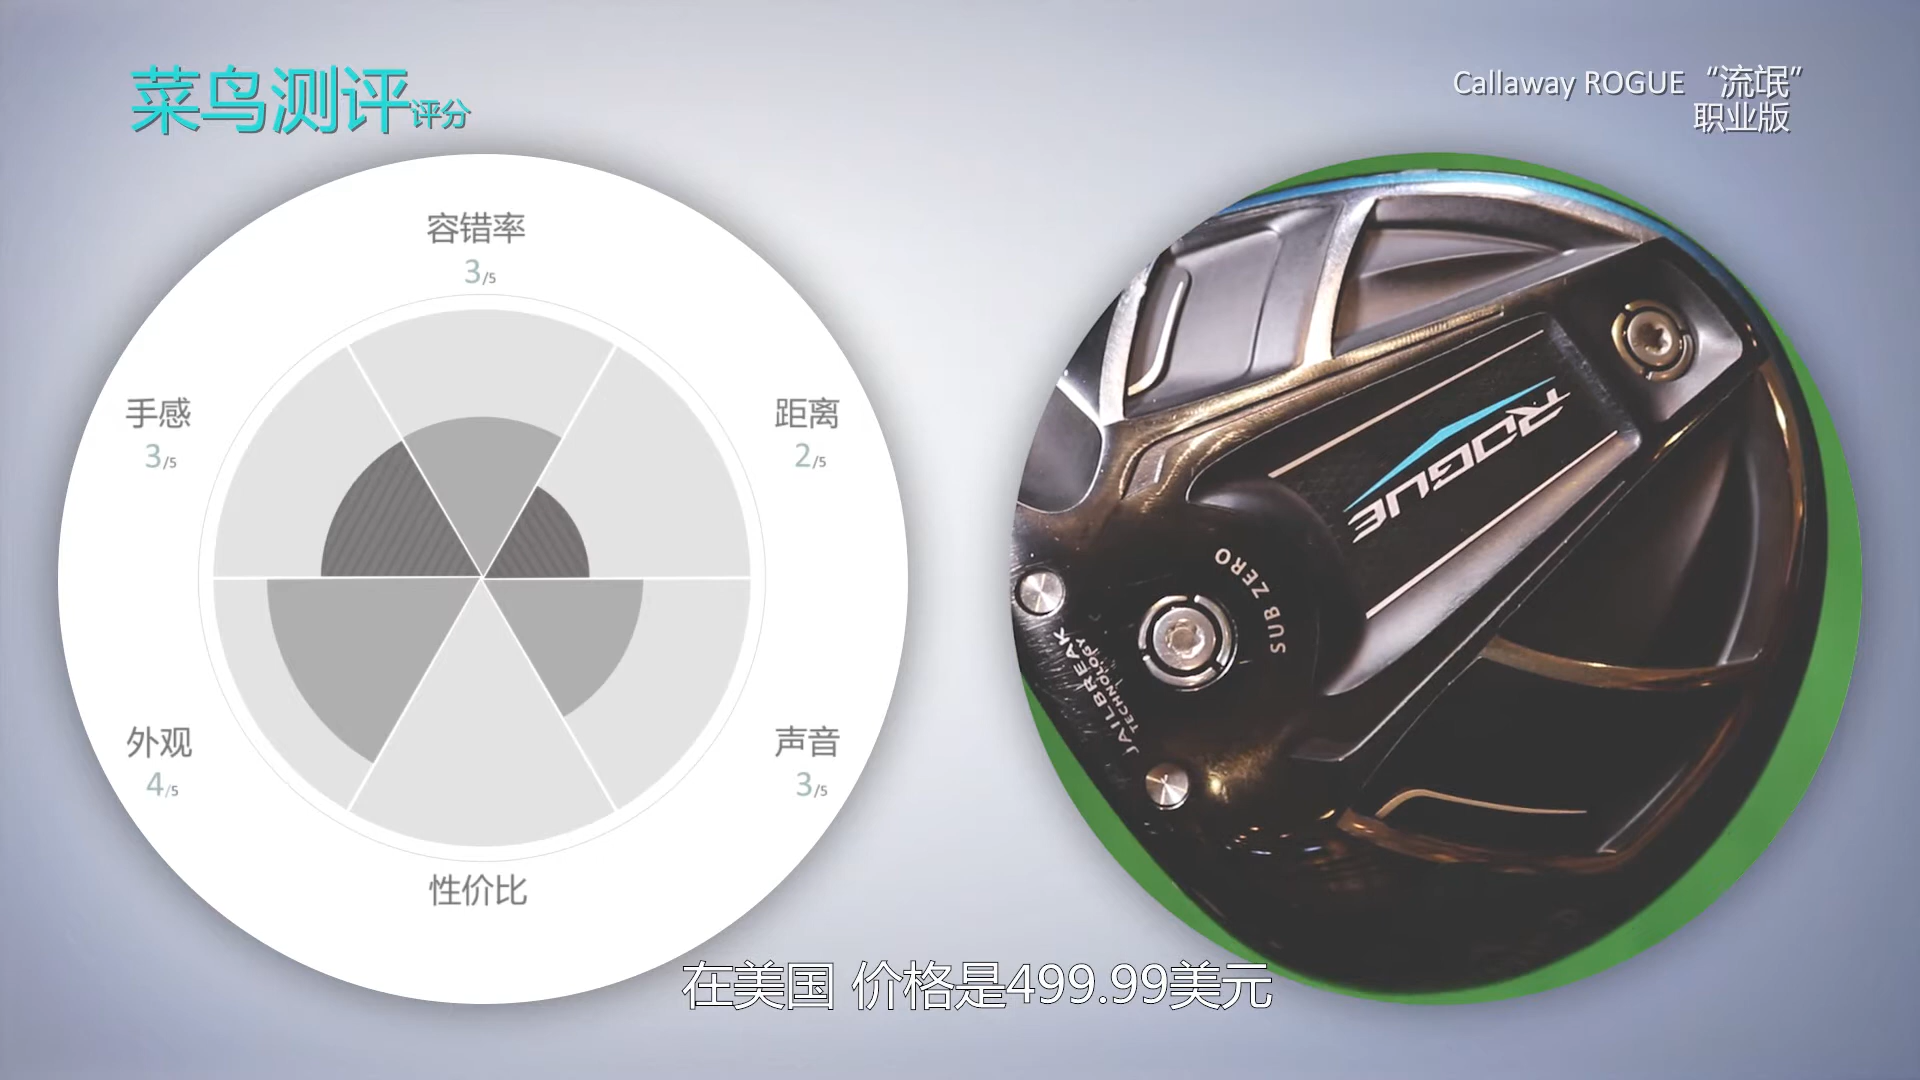 菜鸟测评评分
Callaway ROGUE “流氓”
职业版
容错率
3/5
手感
3/5
距离
2/5
外观
4/5
声音
3/5
性价比
ROGUE
SUB ZERO
JAILBREAK
TECHNOLOGY
在美国 价格是499.99美元